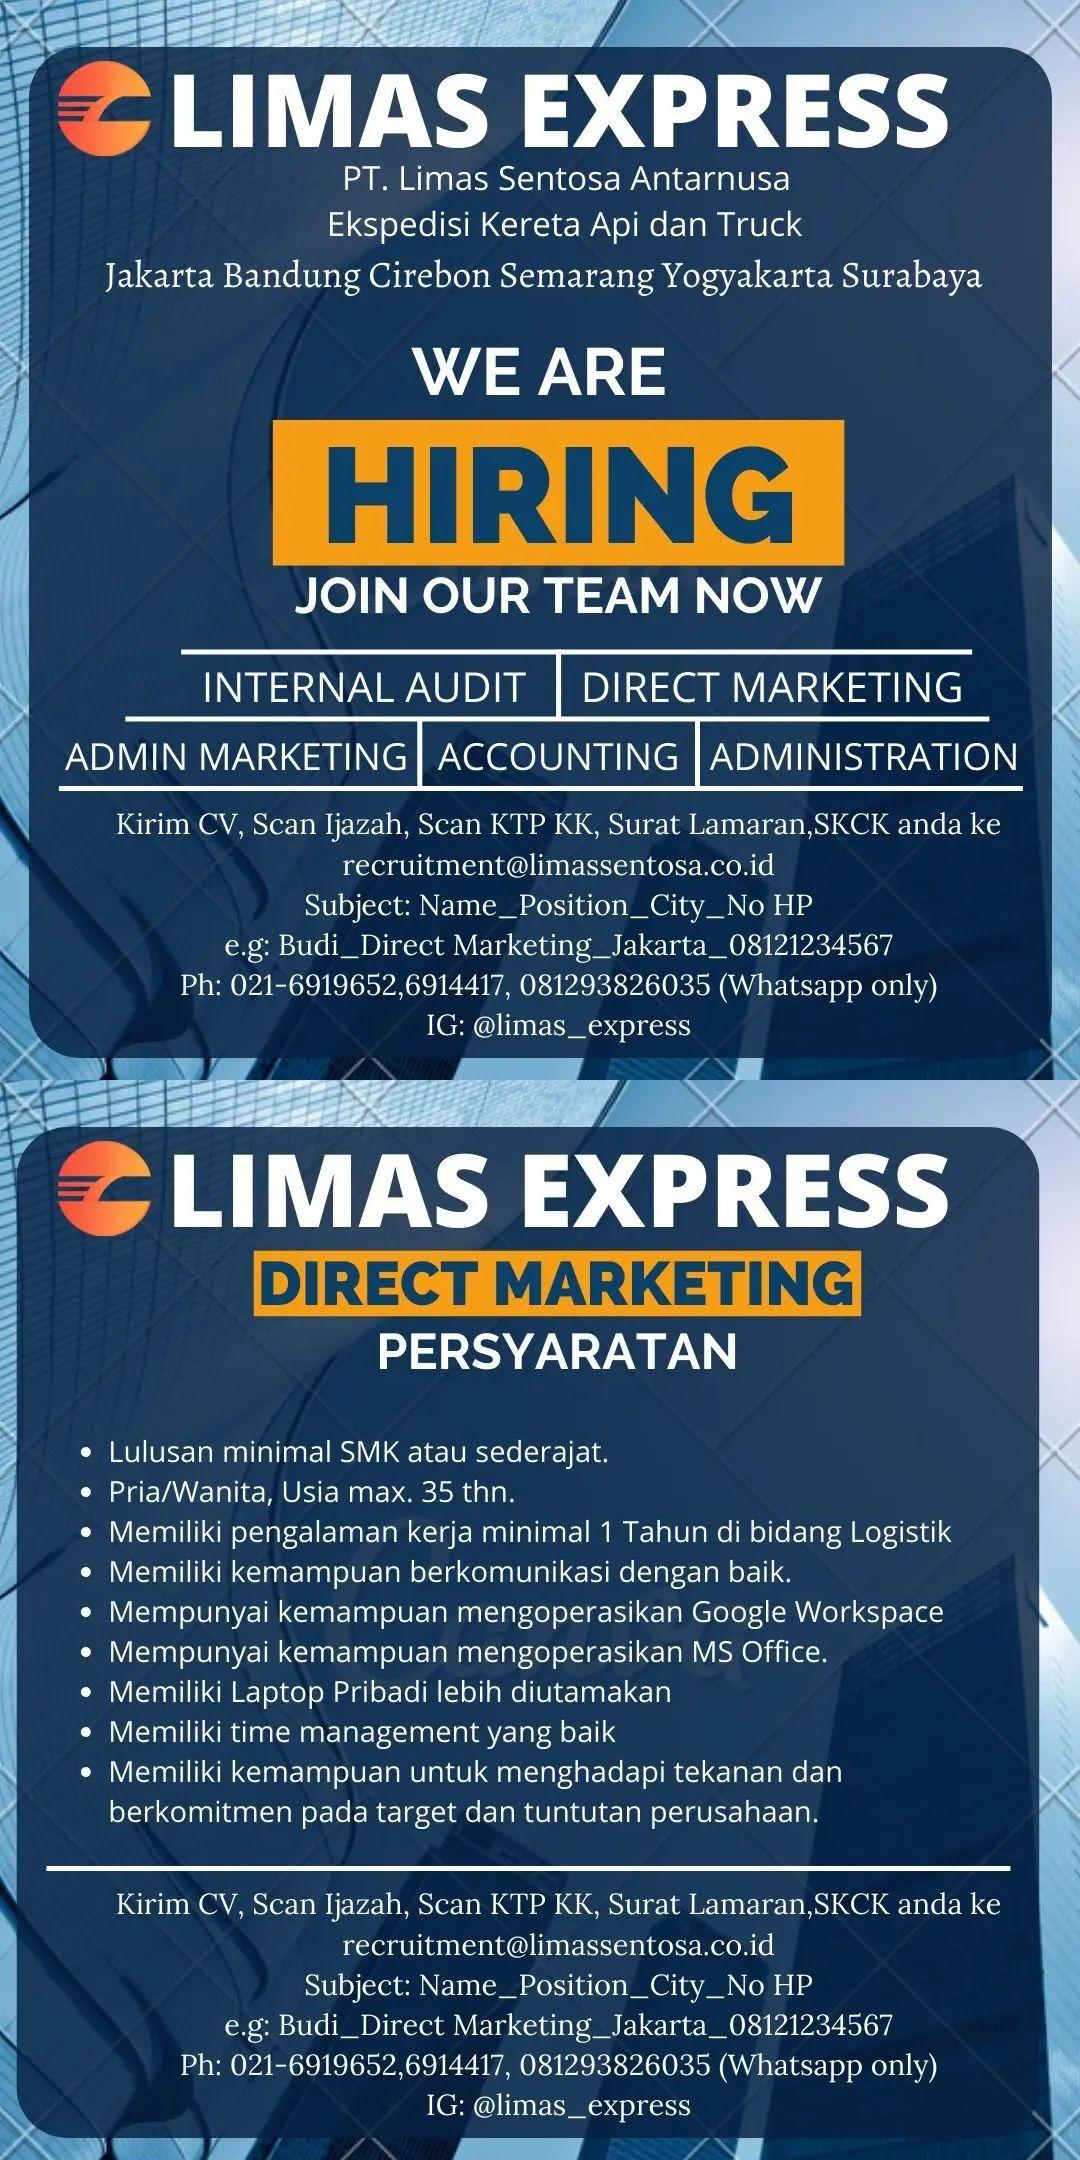 LIMAS EXPRESS
PT. Limas Sentosa Antarnusa
Ekspedisi Kereta Api dan Truck
Jakarta Bandung Cirebon Semarang Yogyakarta Surabaya
WE ARE
HIRING
JOIN OUR TEAM NOW
INTERNAL AUDIT DIRECT MARKETING
ADMIN MARKETING ACCOUNTING ADMINISTRATION
Kirim CV, Scan Ijazah, Scan KTP KK, Surat Lamaran,SKCK anda ke
recruitment@limassentosa.co.id
Subject: Name_Position_City_No HP
e.g: Budi_Direct Marketing_Jakarta_08121234567
Ph: 021-6919652,6914417, 081293826035 (Whatsapp only)
IG: @limas_express
LIMAS EXPRESS
DIRECT MARKETING
PERSYARATAN
• Lulusan minimal SMK atau sederajat.
• Pria/Wanita, Usia max. 35 thn.
• Memiliki pengalaman kerja minimal 1 Tahun di bidang Logistik
• Memiliki kemampuan berkomunikasi dengan baik.
• Mempunyai kemampuan mengoperasikan Google Workspace
• Mempunyai kemampuan mengoperasikan MS Office.
• Memiliki Laptop Pribadi lebih diutamakan
• Memiliki time management yang baik
• Memiliki kemampuan untuk menghadapi tekanan dan
berkomitmen pada target dan tuntutan perusahaan.
Kirim CV, Scan Ijazah, Scan KTP KK, Surat Lamaran,SKCK anda ke
recruitment@limassentosa.co.id
Subject: Name_Position_City_No HP
e.g: Budi_Direct Marketing_Jakarta_08121234567
Ph: 021-6919652,6914417, 081293826035 (Whatsapp only)
IG: @limas_express